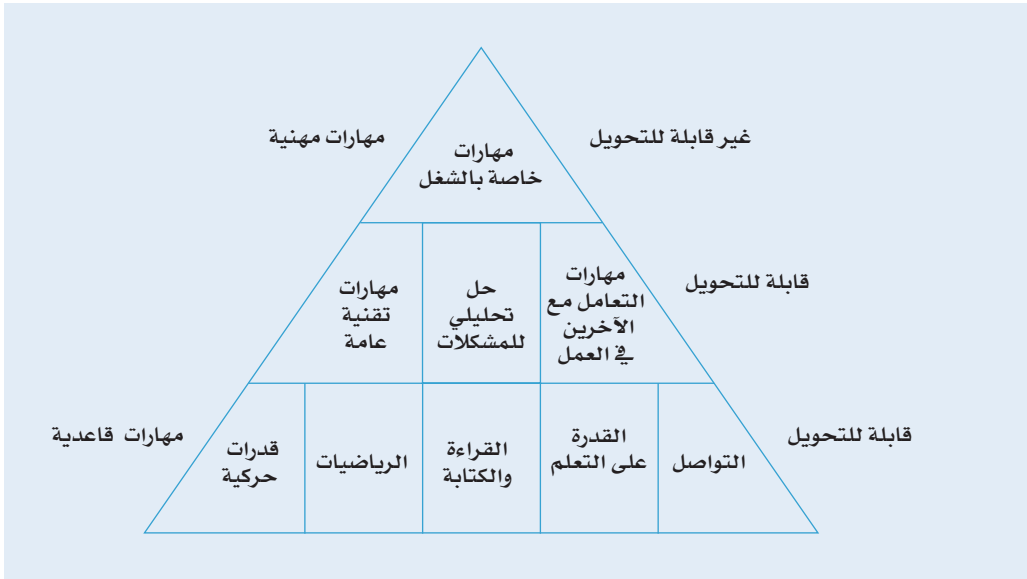 غير قابلة للتحويل
مهارات
خاصة بالشغل
مهارات مهنية
قابلة للتحويل
مهارات
التعامل مع
الآخرين
في العمل
حل
تحليلي
للمشكلات
مهارات
تقنية
عامة
قابلة للتحويل
التواصل
القدرة
على التعلم
القراءة
والكتابة
الرياضيات
قدرات
حركية
مهارات قاعدية